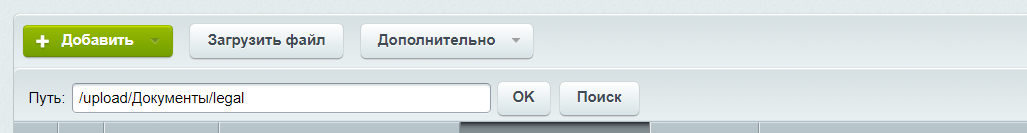 Добавить Загрузить файл Дополнительно
Путь: /upload/Документы/legal OK Поиск